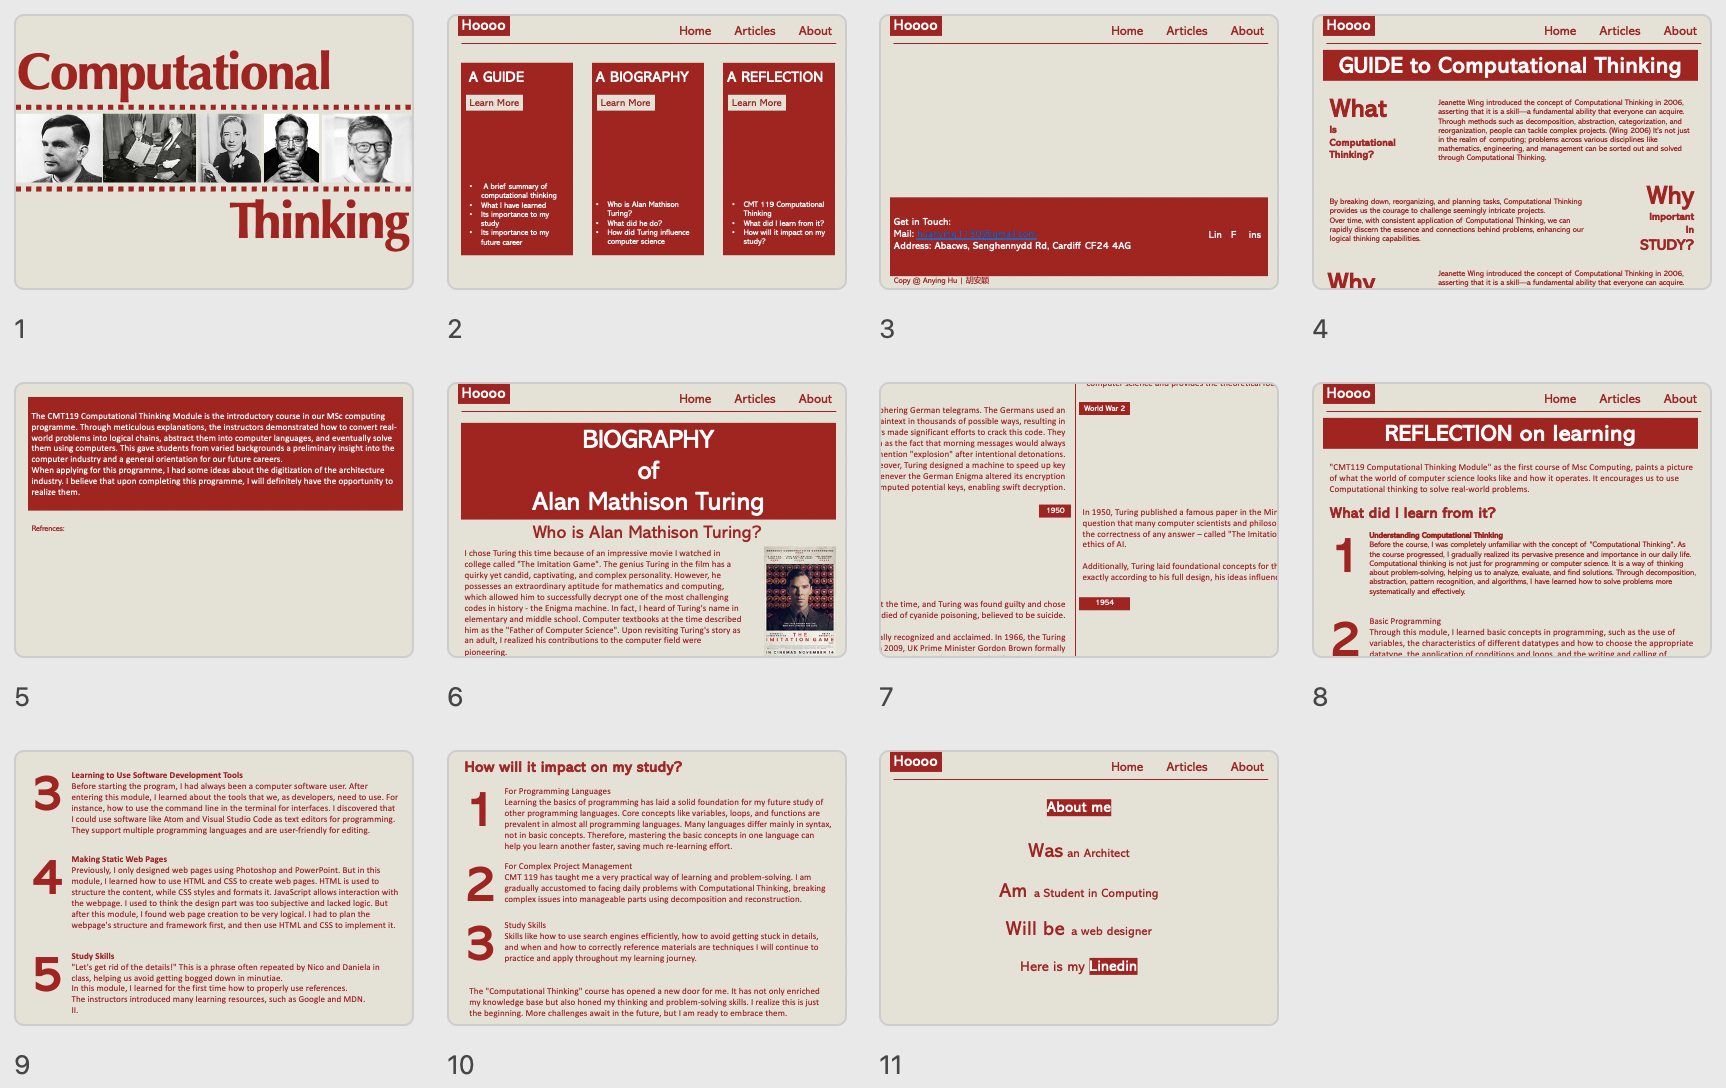 Computational
Thinking
1
Hoooo
Home Articles About
A GUIDE
Learn More
• A brief summary of
computational thinking
• What I have learned
• Its importance to my
study
• Its importance to my
future career
A BIOGRAPHY
Learn More
• Who is Alan Mathison
Turing?
• What did he do?
• How did Turing influence
computer science
A REFLECTION
Learn More
• CMT 119 Computational
Thinking
• What did I learn from it?
• How will it impact on my
study?
2
Hoooo
Home Articles About
Get in Touch:
Mail:
Address: Abacws, Senghennydd Rd, Cardiff CF24 4AG
Lin F ins
Copy @ Anying Hu | 胡安颖
3
Hoooo
Home Articles About
GUIDE to Computational Thinking
What
Is
Computational
Thinking?
Jeanette Wing introduced the concept of Computational Thinking in 2006,
asserting that it is a skill—a fundamental ability that everyone can acquire.
Through methods such as decomposition, abstraction, categorization, and
reorganization, people can tackle complex projects. (Wing 2006) It's not just
in the realm of computing; problems across various disciplines like
mathematics, engineering, and management can be sorted out and solved
through Computational Thinking.
By breaking down, reorganizing, and planning tasks, Computational Thinking
provides us the courage to challenge seemingly intricate projects.
Over time, with consistent application of Computational Thinking, we can
rapidly discern the essence and connections behind problems, enhancing our
logical thinking capabilities.
Why
Important
In
STUDY?
Why
Jeanette Wing introduced the concept of Computational Thinking in 2006,
asserting that it is a skill—a fundamental ability that everyone can acquire.
4
The CMT119 Computational Thinking Module is the introductory course in our MSc computing
programme. Through meticulous explanations, the instructors demonstrated how to convert real-
world problems into logical chains, abstract them into computer languages, and eventually solve
them using computers. This gave students from varied backgrounds a preliminary insight into the
computer industry and a general orientation for our future careers.
When applying for this programme, I had some ideas about the digitization of the architecture
industry. I believe that upon completing this programme, I will definitely have the opportunity to
realize them.
Refrences:
5
Hoooo
Home Articles About
BIOGRAPHY
of
Alan Mathison Turing
Who is Alan Mathison Turing?
I chose Turing this time because of an impressive movie I watched in
college called "The Imitation Game". The genius Turing in the film has a
quirky yet candid, captivating, and complex personality. However, he
possesses an extraordinary aptitude for mathematics and computing,
which allowed him to successfully decrypt one of the most challenging
codes in history - the Enigma machine. In fact, I heard of Turing's name in
elementary and middle school. Computer textbooks at the time described
him as the "Father of Computer Science". Upon revisiting Turing's story as
an adult, I realized his contributions to the computer field were
pioneering.
THE
IMITATION GAME
IN CINEMAS NOVEMBER 14
6
computer science and provides the theoretical
World War 2
phering German telegrams. The Germans used an
aintext in thousands of possible ways, resulting in
s made significant efforts to crack this code. They
as the fact that morning messages would always
mention "explosion" after intentional detonations.
eover, Turing designed a machine to speed up key
enever the German Enigma altered its encryption
mputed potential keys, enabling swift decryption.
1950
In 1950, Turing published a famous paper in the Min
question that many computer scientists and philoso
the correctness of any answer – called "The Imitatio
ethics of AI.
Additionally, Turing laid foundational concepts for th
exactly according to his full design, his ideas influenc
1954
t the time, and Turing was found guilty and chose
died of cyanide poisoning, believed to be suicide.
ally recognized and acclaimed. In 1966, the Turing
2009, UK Prime Minister Gordon Brown formally
7
Hoooo
Home Articles About
REFLECTION on learning
"CMT119 Computational Thinking Module" as the first course of Msc Computing, paints a picture
of what the world of computer science looks like and how it operates. It encourages us to use
Computational thinking to solve real-world problems.
What did I learn from it?
1
Understanding Computational Thinking
Before the course, I was completely unfamiliar with the concept of "Computational Thinking". As
the course progressed, I gradually realized its pervasive presence and importance in our daily life.
Computational thinking is not just for programming or computer science. It is a way of thinking
about problem-solving, helping us to analyze, evaluate, and find solutions. Through decomposition,
abstraction, pattern recognition, and algorithms, I have learned how to solve problems more
systematically and effectively.
2
Basic Programming
Through this module, I learned basic concepts in programming, such as the use of
variables, the characteristics of different datatypes and how to choose the appropriate
datatype, the application of conditions and loops, and the writing and calling of
8
3
Learning to Use Software Development Tools
Before starting the program, I had always been a computer software user. After
entering this module, I learned about the tools that we, as developers, need to use. For
instance, how to use the command line in the terminal for interfaces. I discovered that
I could use software like Atom and Visual Studio Code as text editors for programming.
They support multiple programming languages and are user-friendly for editing.
4
Making Static Web Pages
Previously, I only designed web pages using Photoshop and PowerPoint. But in this
module, I learned how to use HTML and CSS to create web pages. HTML is used to
structure the content, while CSS styles and formats it. JavaScript allows interaction with
the webpage. I used to think the design part was too subjective and lacked logic. But
after this module, I found web page creation to be very logical. I had to plan the
webpage's structure and framework first, and then use HTML and CSS to implement it.
5
Study Skills
"Let's get rid of the details!" This is a phrase often repeated by Nico and Daniela in
class, helping us avoid getting bogged down in minutiae.
In this module, I learned for the first time how to properly use references.
The instructors introduced many learning resources, such as Google and MDN.
II.
9
How will it impact on my study?
1
For Programming Languages
Learning the basics of programming has laid a solid foundation for my future study of
other programming languages. Core concepts like variables, loops, and functions are
prevalent in almost all programming languages. Many languages differ mainly in syntax,
not in basic concepts. Therefore, mastering the basic concepts in one language can
help you learn another faster, saving much re-learning effort.
2
For Complex Project Management
CMT 119 has taught me a very practical way of learning and problem-solving. I am
gradually accustomed to facing daily problems with Computational Thinking, breaking
complex issues into manageable parts using decomposition and reconstruction.
3
Study Skills
Skills like how to use search engines efficiently, how to avoid getting stuck in details,
and when and how to correctly reference materials are techniques I will continue to
practice and apply throughout my learning journey.
The "Computational Thinking" course has opened a new door for me. It has not only enriched
my knowledge base but also honed my thinking and problem-solving skills. I realize this is just
the beginning. More challenges await in the future, but I am ready to embrace them.
10
Hoooo
Home Articles About
About me
Was an Architect
Am a Student in Computing
Will be a web designer
Here is my Linedin
11